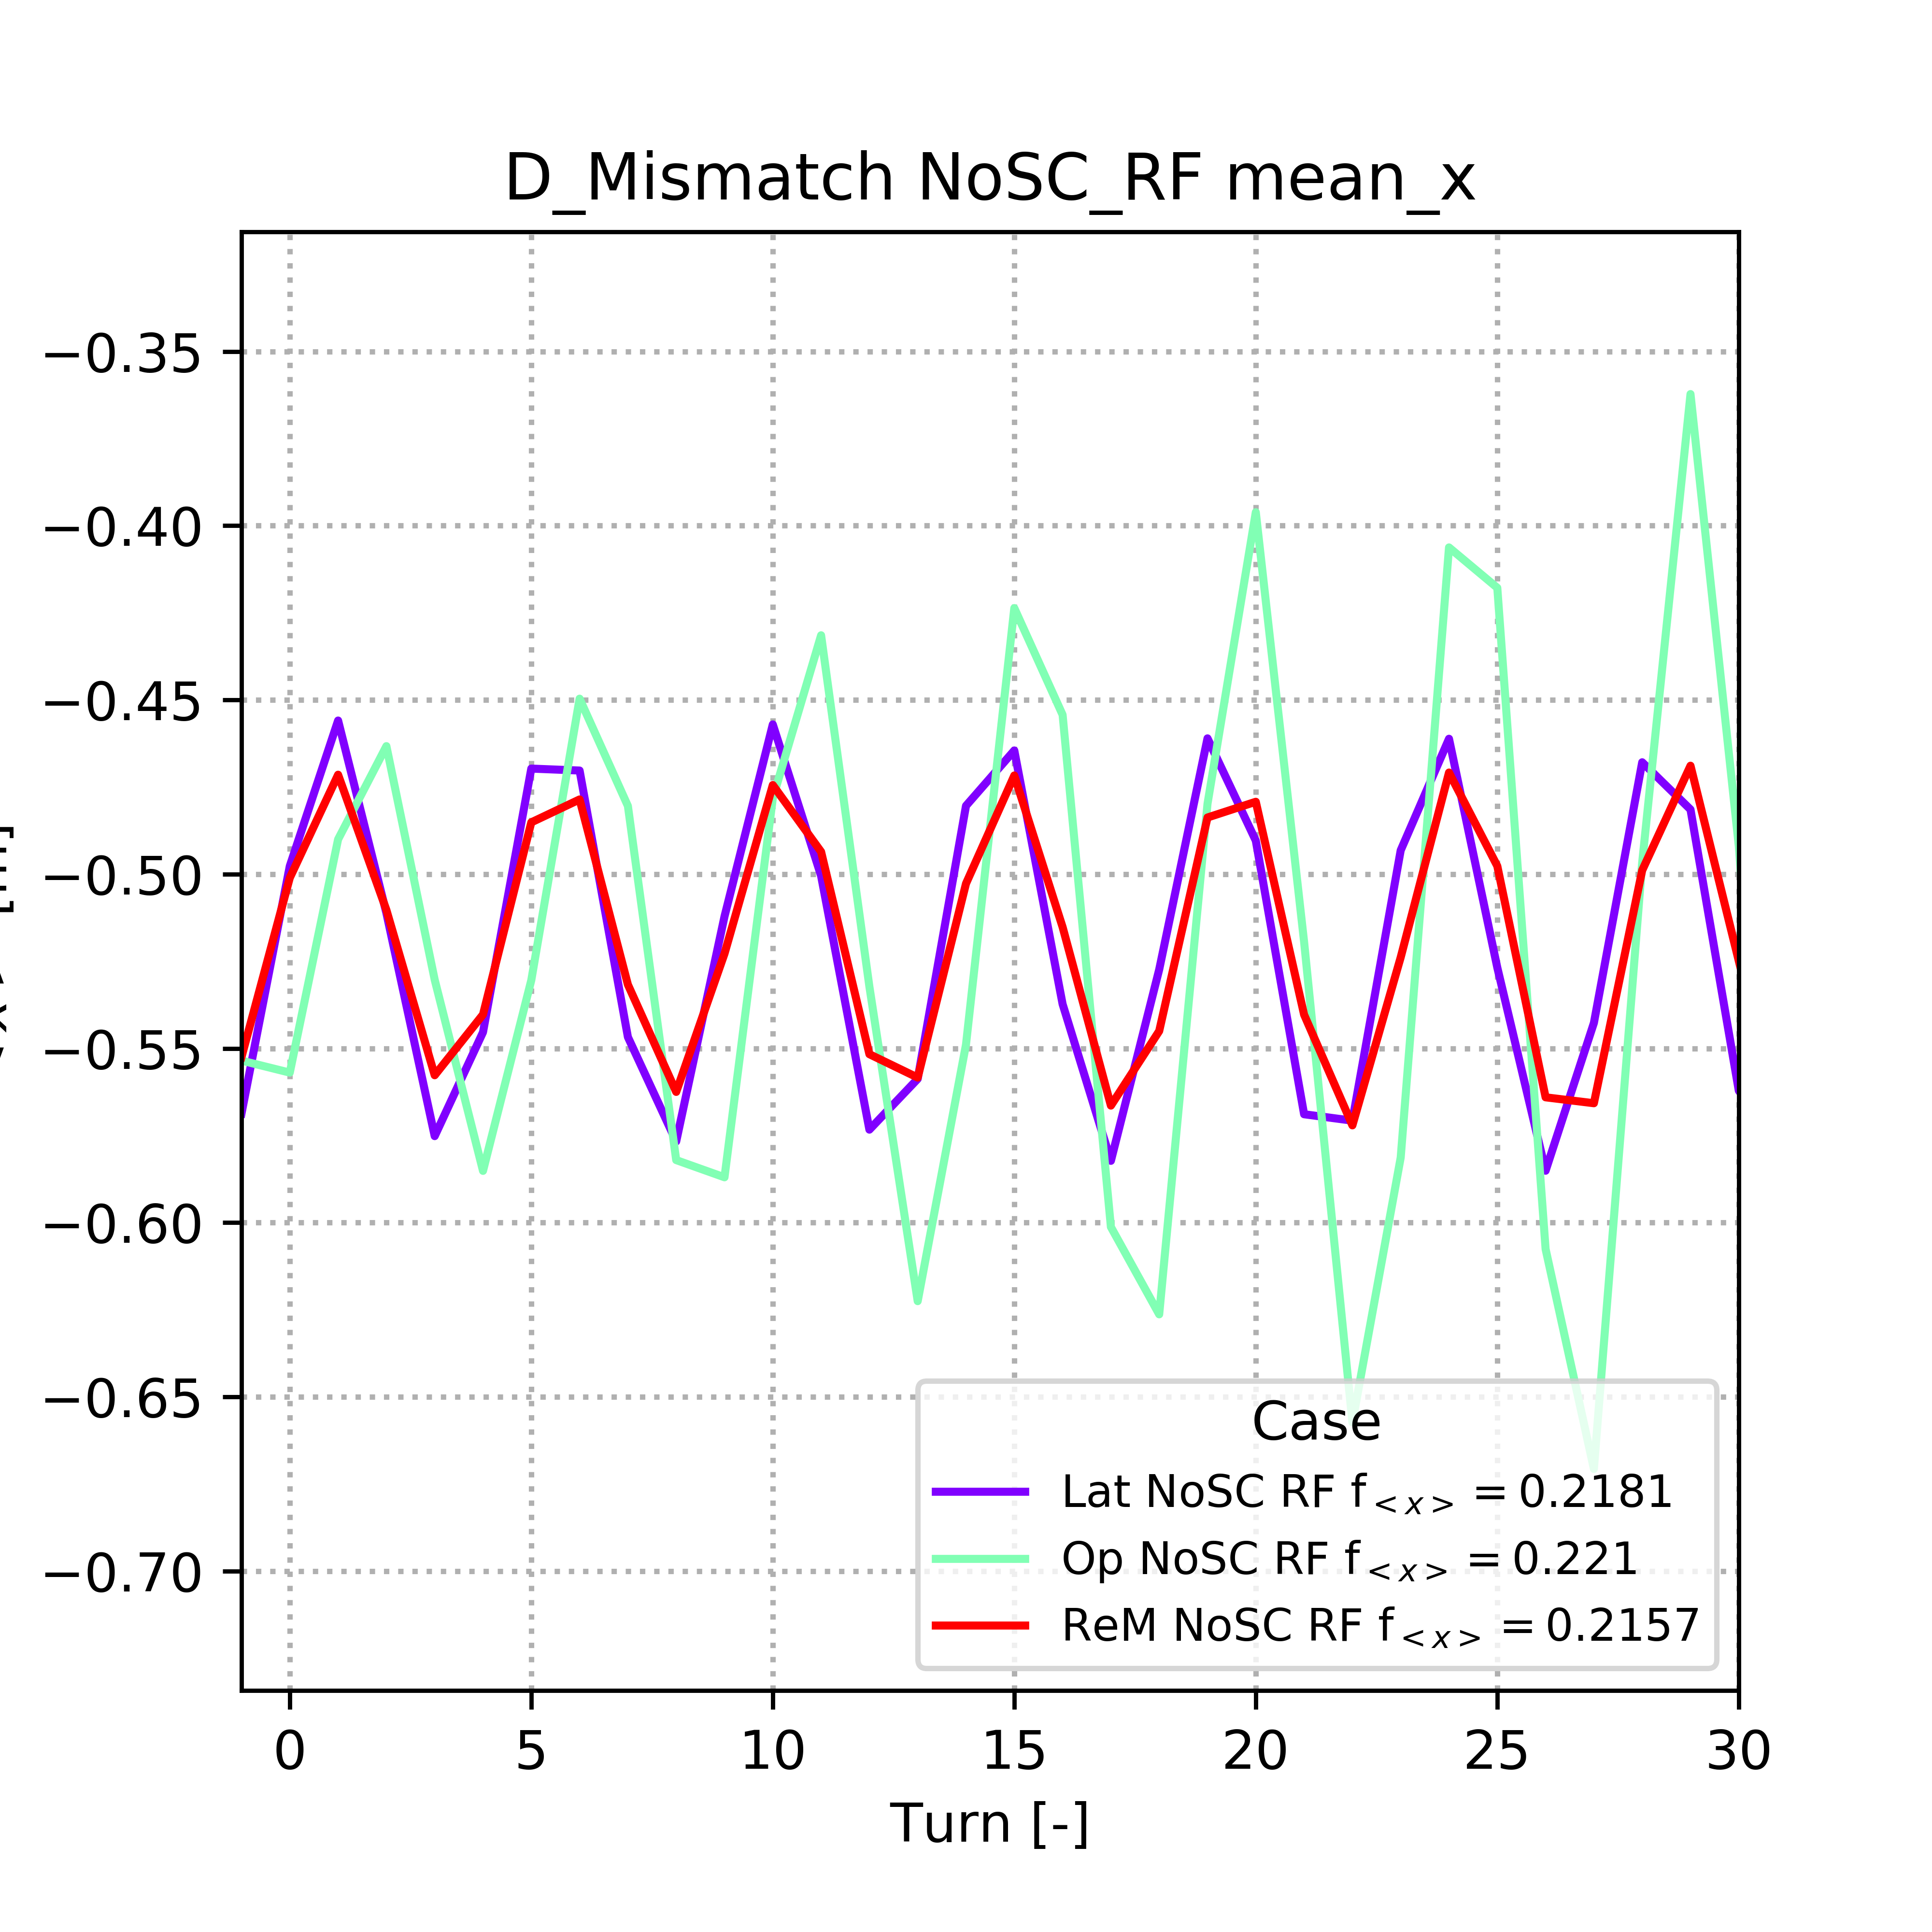 D_Mismatch NoSC_RF mean_x
−0.35
−0.40
−0.45
−0.50
−0.55
−0.60
−0.65
−0.70
Case
Lat NoSC RF f<x> = 0.2181
Op NoSC RF f<x> = 0.221
ReM NoSC RF f<x> = 0.2157
0 5 10 15 20 25 30
Turn [-]